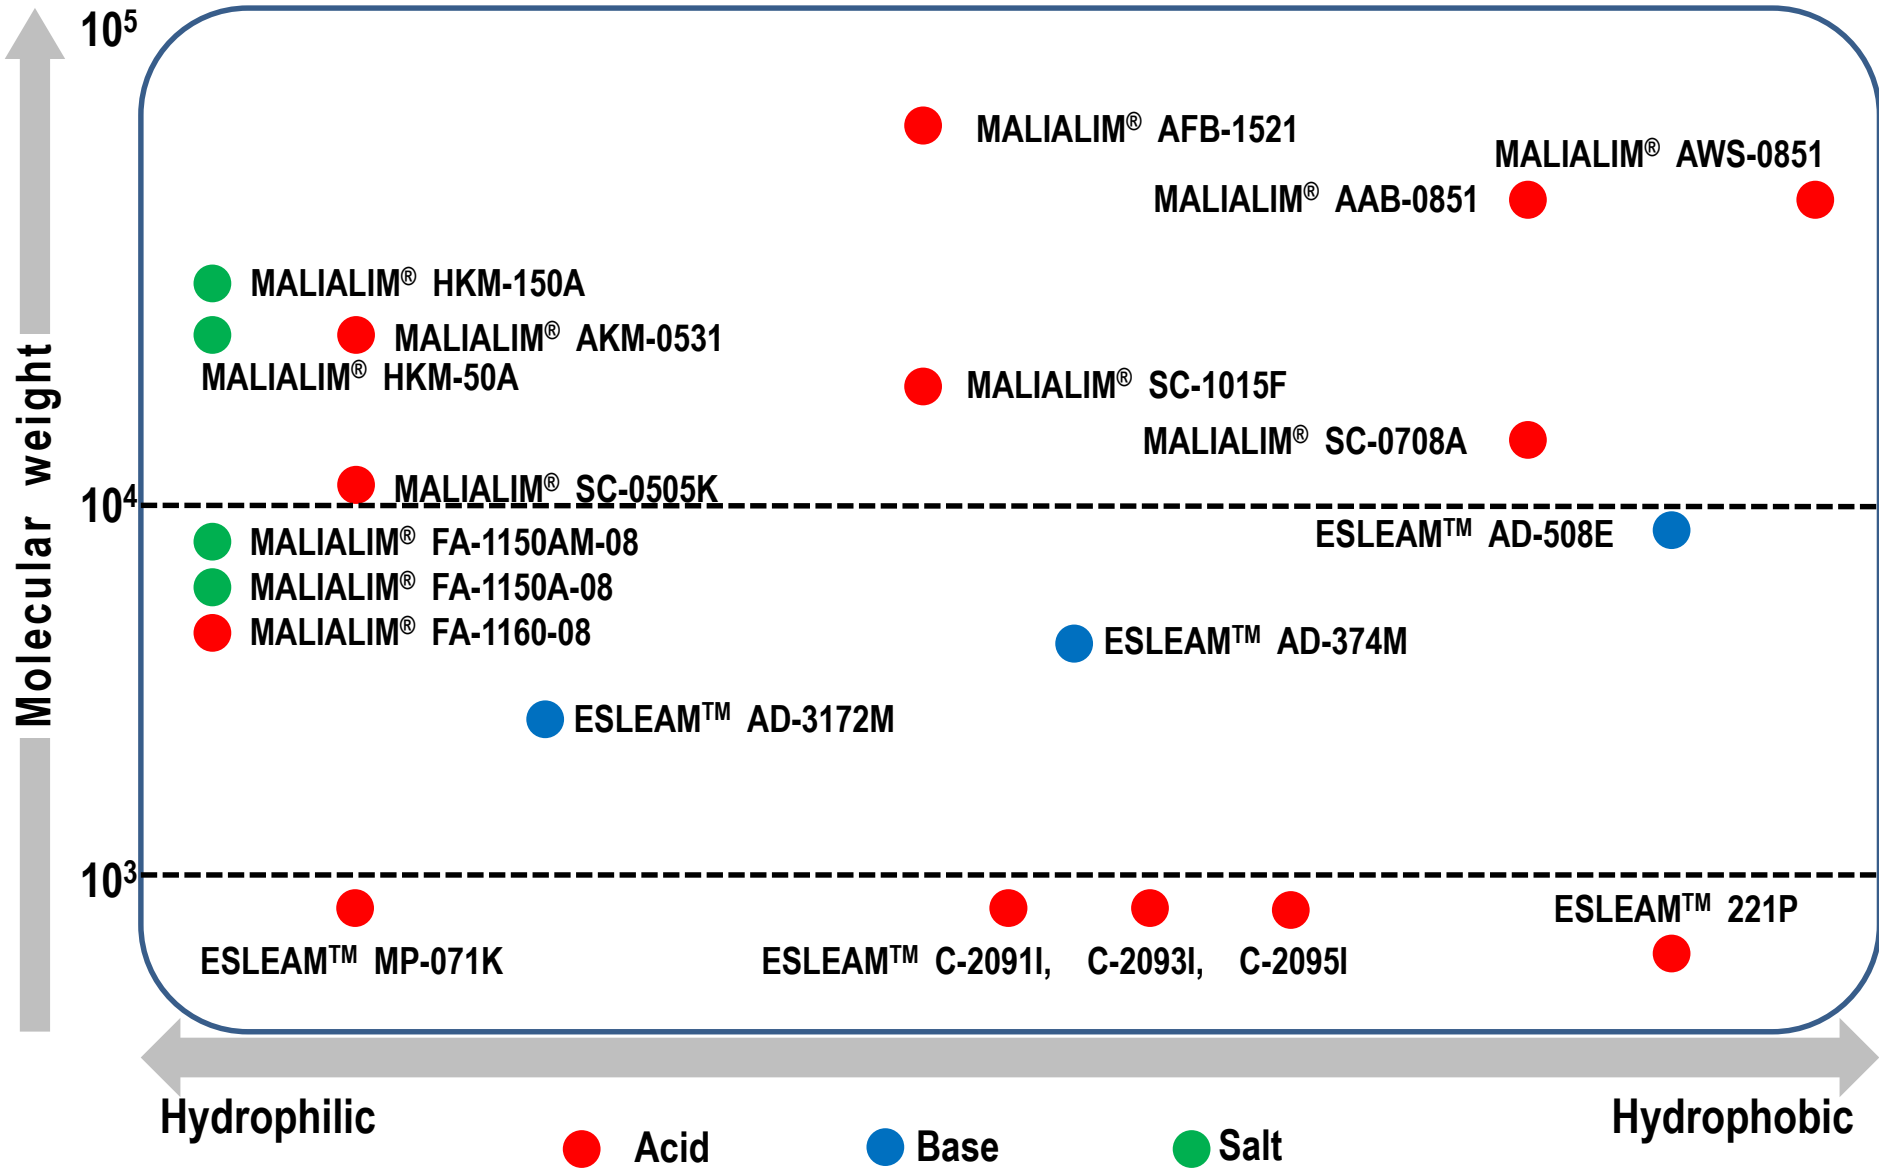 10⁵
MALIALIM® AFB-1521
MALIALIM® AWS-0851
MALIALIM® AAB-0851
MALIALIM® HKM-150A
MALIALIM® AKM-0531
MALIALIM® HKM-50A
MALIALIM® SC-1015F
MALIALIM® SC-0708A
MALIALIM® SC-0505K
10⁴
ESLEAM™ AD-508E
MALIALIM® FA-1150AM-08
MALIALIM® FA-1150A-08
MALIALIM® FA-1160-08
ESLEAM™ AD-374M
ESLEAM™ AD-3172M
Molecular weight
10³
ESLEAM™ 221P
ESLEAM™ MP-071K
ESLEAM™ C-2091I, C-2093I, C-2095I
Hydrophilic
Hydrophobic
Acid
Base
Salt